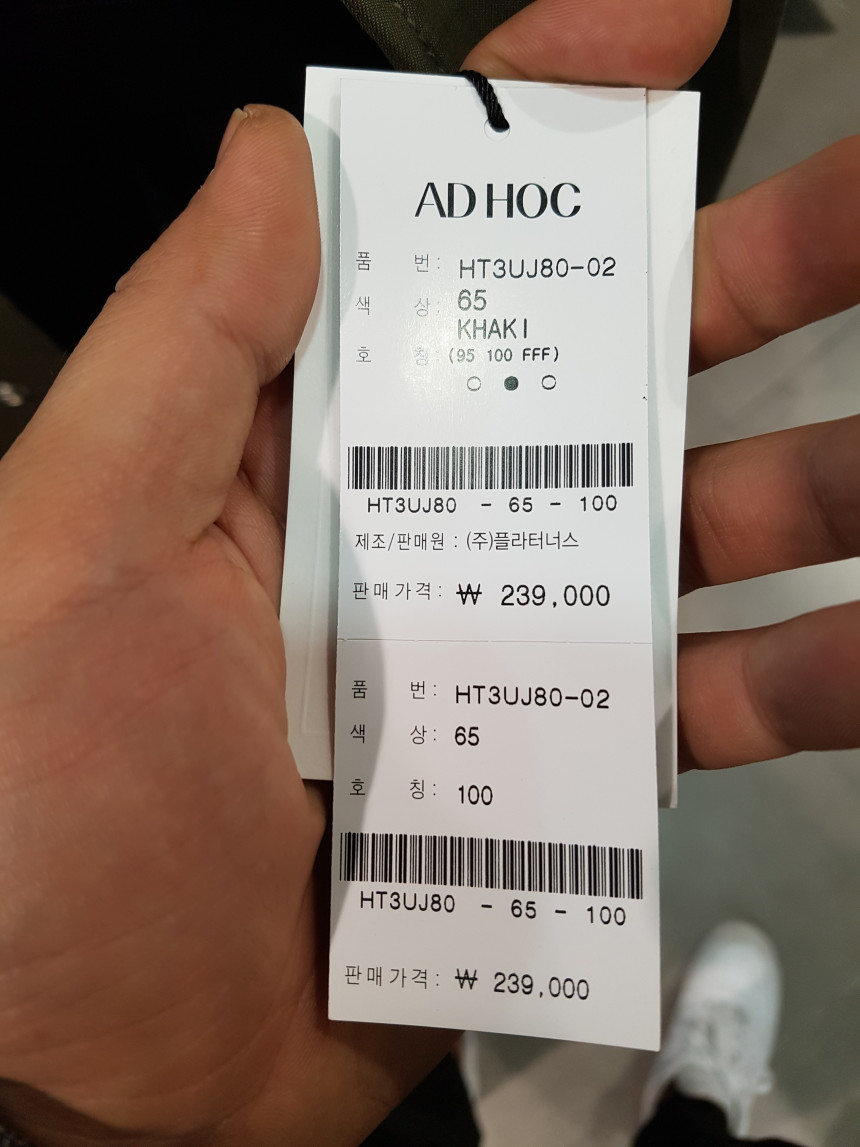 AD HOC
품 번: HT3UJ80-02
색 상: 65
KHAKI
호 칭: (95 100 FFF)
HT3UJ80 - 65 - 100
제조/판매원 : (주)플라터너스
판매가격: ₩ 239,000
품 번: HT3UJ80-02
색 상: 65
호 칭: 100
HT3UJ80 - 65 - 100
판매가격: ₩ 239,000